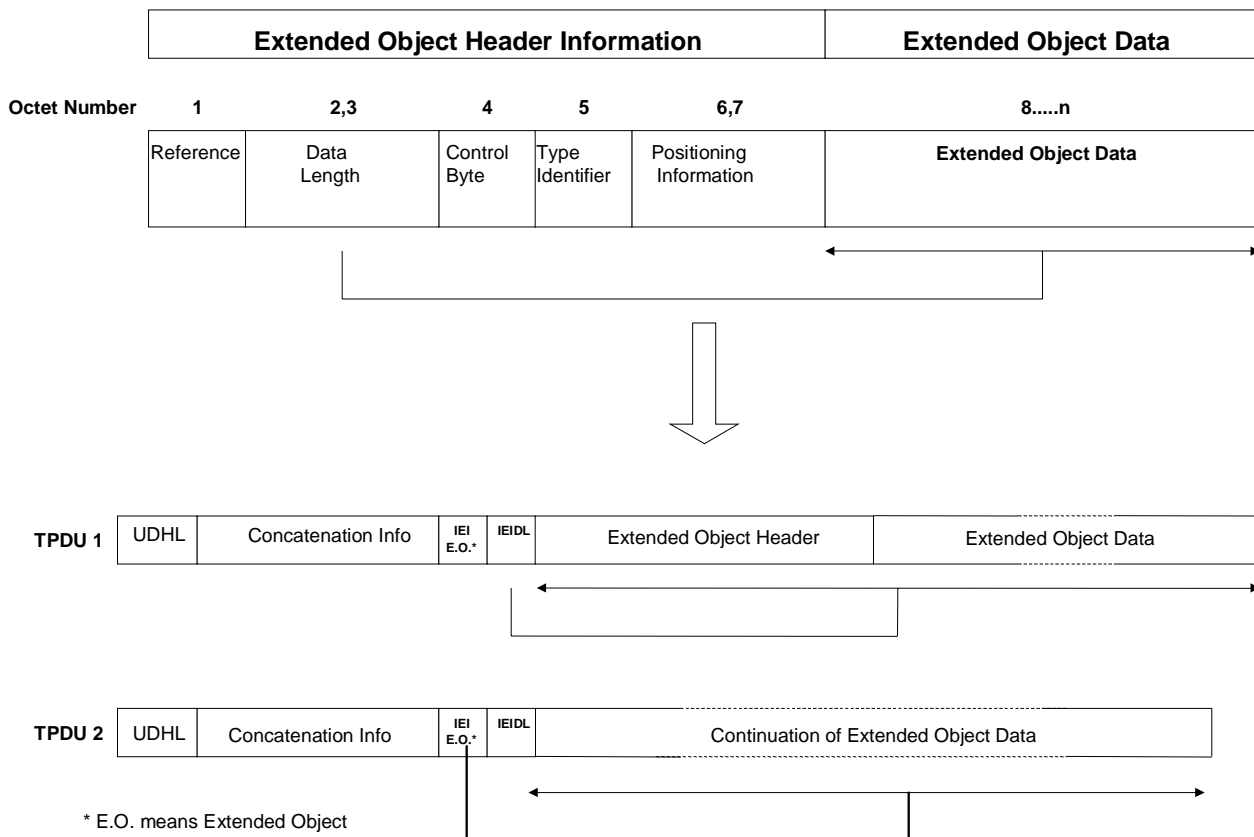 Extended Object Header Information Extended Object Data
Octet Number 1 2,3 4 5 6,7 8.....n
Reference Data Length Control Byte Type Identifier Positioning Information Extended Object Data
TPDU 1 UDHL Concatenation Info IEI E.O.* IEIDL Extended Object Header Extended Object Data
TPDU 2 UDHL Concatenation Info IEI E.O.* IEIDL Continuation of Extended Object Data
* E.O. means Extended Object